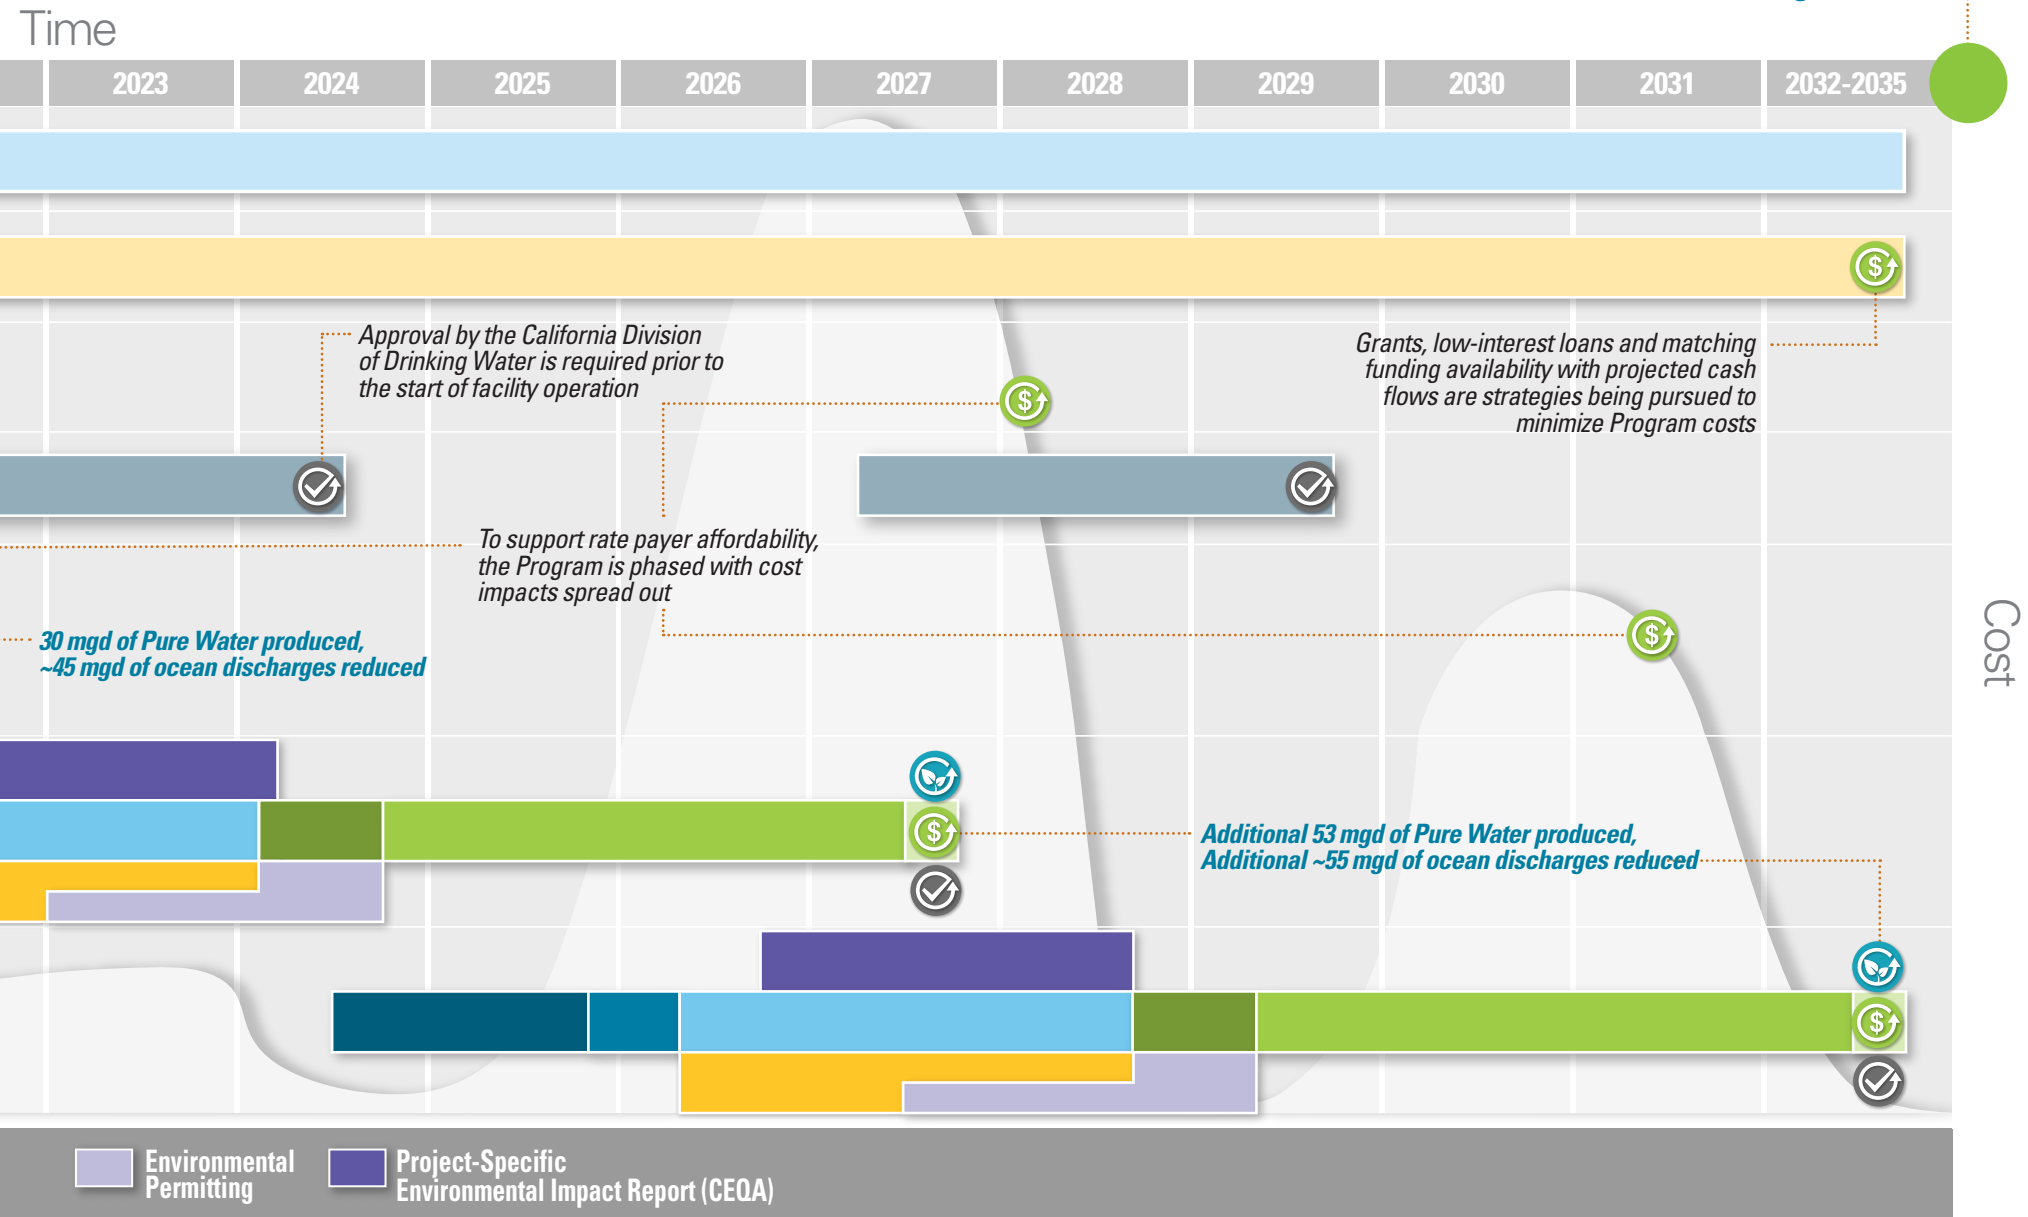 Time
2023
2024
2025
2026
2027
2028
2029
2030
2031
2032-2035
Approval by the California Division
of Drinking Water is required prior to
the start of facility operation
Grants, low-interest loans and matching
funding availability with projected cash
flows are strategies being pursued to
minimize Program costs
To support rate payer affordability,
the Program is phased with cost
impacts spread out
30 mgd of Pure Water produced,
~45 mgd of ocean discharges reduced
Cost
Additional 53 mgd of Pure Water produced,
Additional ~55 mgd of ocean discharges reduced
Environmental
Permitting
Project-Specific
Environmental Impact Report (CEQA)